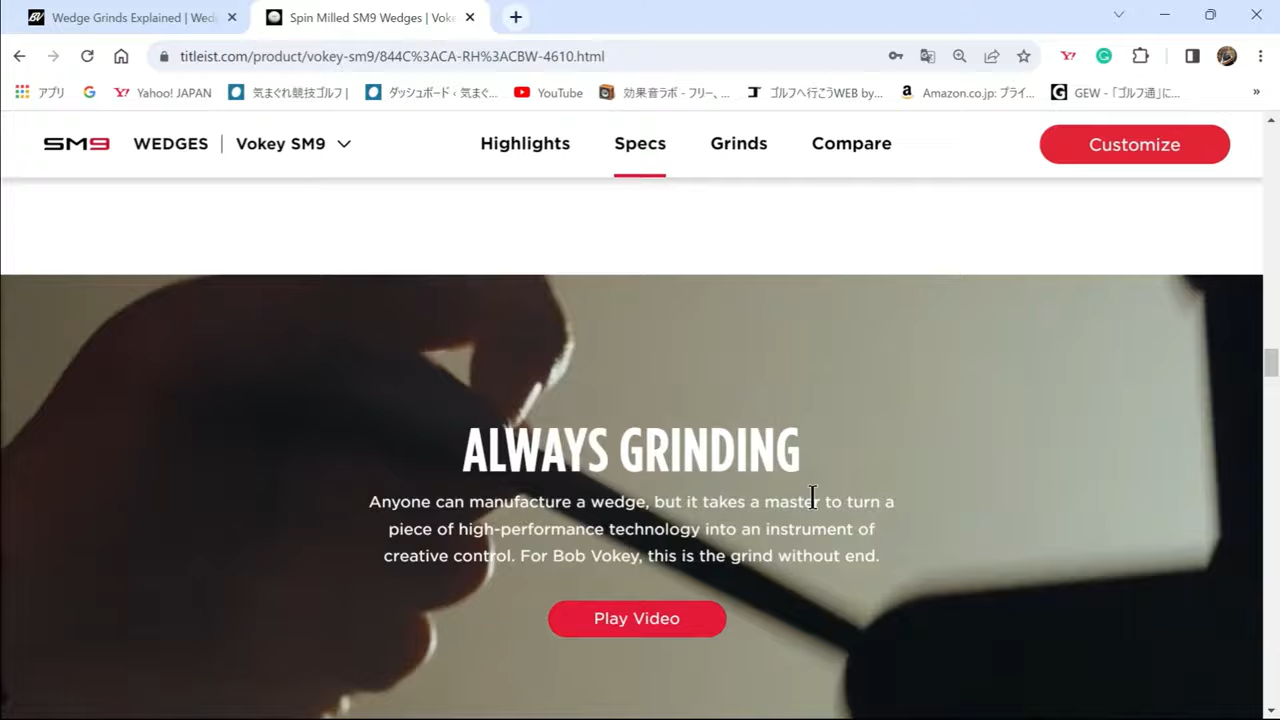 Wedge Grinds Explained | Wed
Spin Milled SM9 Wedges | Voke
titleist.com/product/vokey-sm9/844C%3ACA-RH%3ACBW-4610.html
アプリ
Yahoo! JAPAN
気まぐれ競技ゴルフ |
ダッシュボード ‹ 気まぐ...
YouTube
効果音ラボ - フリー、...
ゴルフへ行こうWEB by...
Amazon.co.jp: プライ...
GEW - 「ゴルフ通」に...
SM9 WEDGES | Vokey SM9
Highlights
Specs
Grinds
Compare
Customize
ALWAYS GRINDING
Anyone can manufacture a wedge, but it takes a master to turn a
piece of high-performance technology into an instrument of
creative control. For Bob Vokey, this is the grind without end.
Play Video